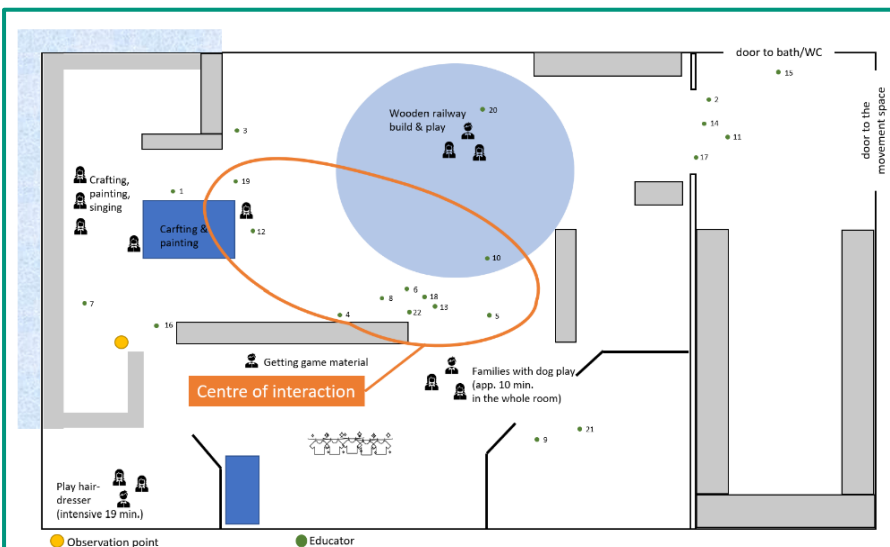 door to bath/WC
15
2
20
Wooden railway
build & play
14
11
3
door to the
movement space
17
Crafting,
painting,
singing
19
1
Carfting &
painting
12
10
6
7
8
18
13
4
22
5
16
Getting game material
Families with dog play
(app. 10 min.
in the whole room)
Centre of interaction
21
9
Play hair-
dresser
(intensive 19 min.)
Observation point
Educator